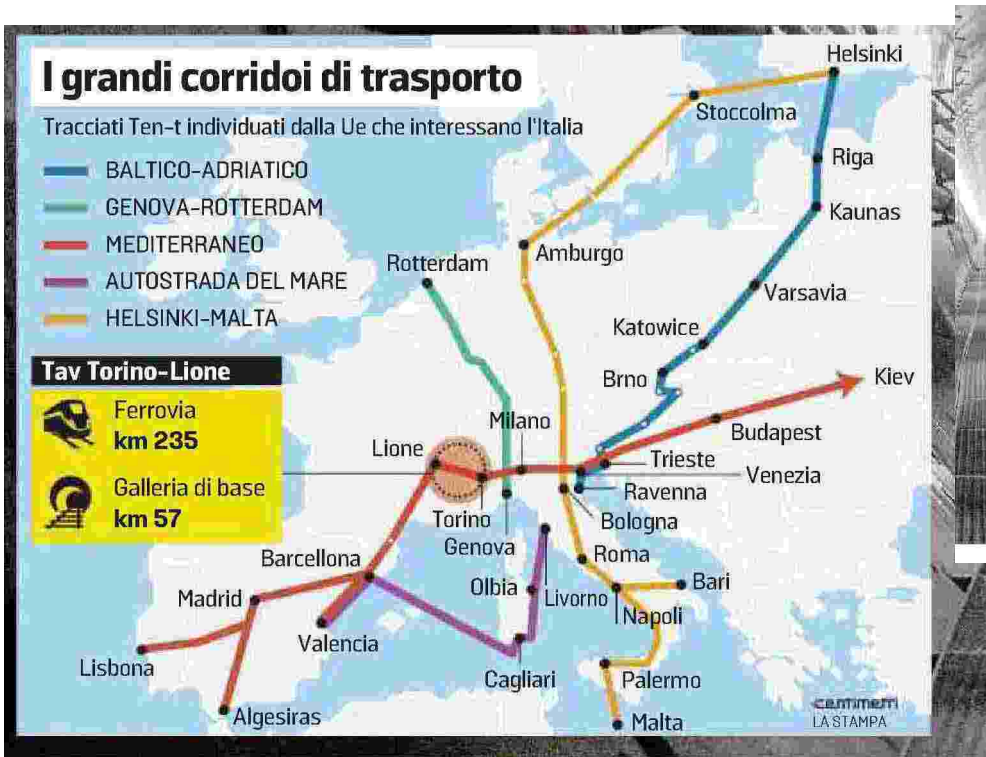 I grandi corridoi di trasporto
Tracciati Ten-t individuati dalla Ue che interessano l'Italia
BALTICO-ADRIATICO
GENOVA-ROTTERDAM
MEDITERRANEO
AUTOSTRADA DEL MARE
HELSINKI-MALTA
Tav Torino-Lione
Ferrovia
km 235
Galleria di base
km 57
Helsinki
Stoccolma
Riga
Kaunas
Amburgo
Rotterdam
Varsavia
Katowice
Brno
Kiev
Milano
Budapest
Lione
Trieste
Venezia
Ravenna
Torino
Bologna
Genova
Barcellona
Roma
Olbia
Livorno
Bari
Madrid
Napoli
Valencia
Lisbona
Cagliari
Palermo
Algesiras
Malta
centimetri
LA STAMPA